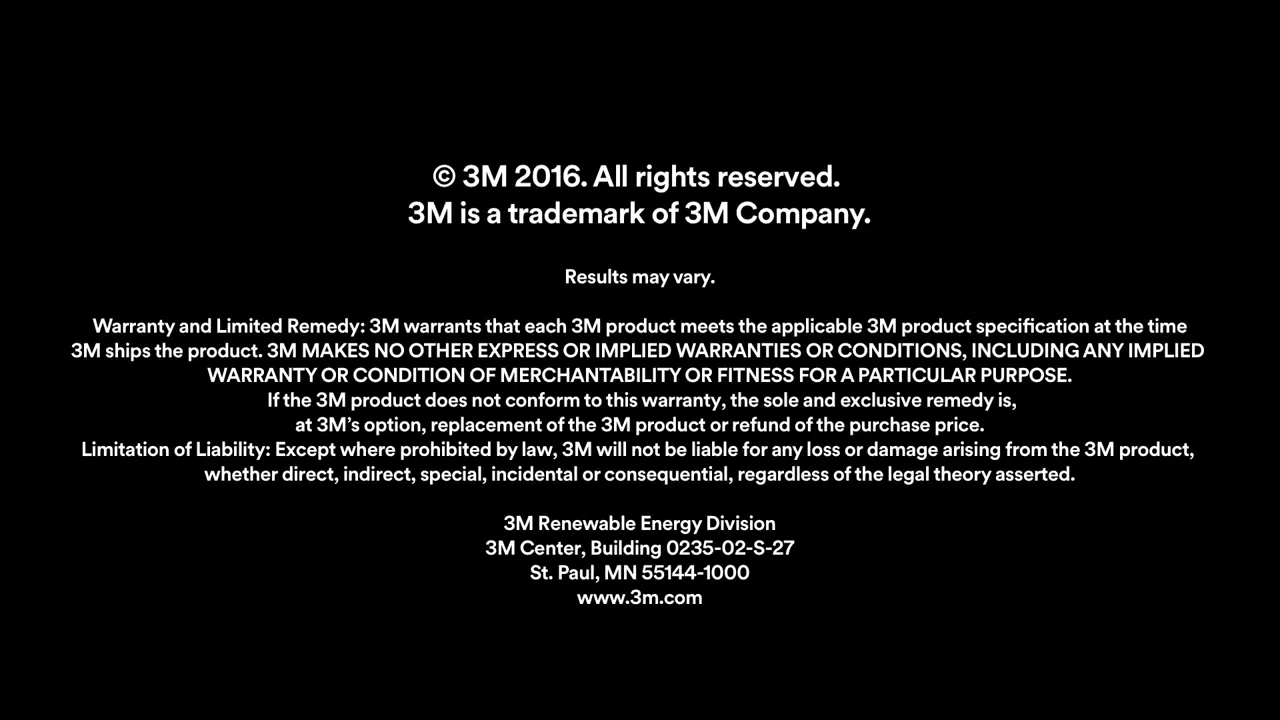 © 3M 2016. All rights reserved.
3M is a trademark of 3M Company.
Results may vary.
Warranty and Limited Remedy: 3M warrants that each 3M product meets the applicable 3M product specification at the time
3M ships the product. 3M MAKES NO OTHER EXPRESS OR IMPLIED WARRANTIES OR CONDITIONS, INCLUDING ANY IMPLIED
WARRANTY OR CONDITION OF MERCHANTABILITY OR FITNESS FOR A PARTICULAR PURPOSE.
If the 3M product does not conform to this warranty, the sole and exclusive remedy is,
at 3M’s option, replacement of the 3M product or refund of the purchase price.
Limitation of Liability: Except where prohibited by law, 3M will not be liable for any loss or damage arising from the 3M product,
whether direct, indirect, special, incidental or consequential, regardless of the legal theory asserted.
3M Renewable Energy Division
3M Center, Building 0235-02-S-27
St. Paul, MN 55144-1000
www.3m.com